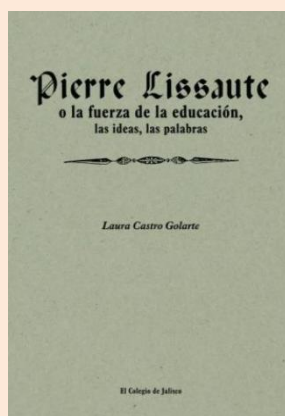 Pierre Lissaute
o la fuerza de la educación,
las ideas, las palabras
Laura Castro Golarte
El Colegio de Jalisco